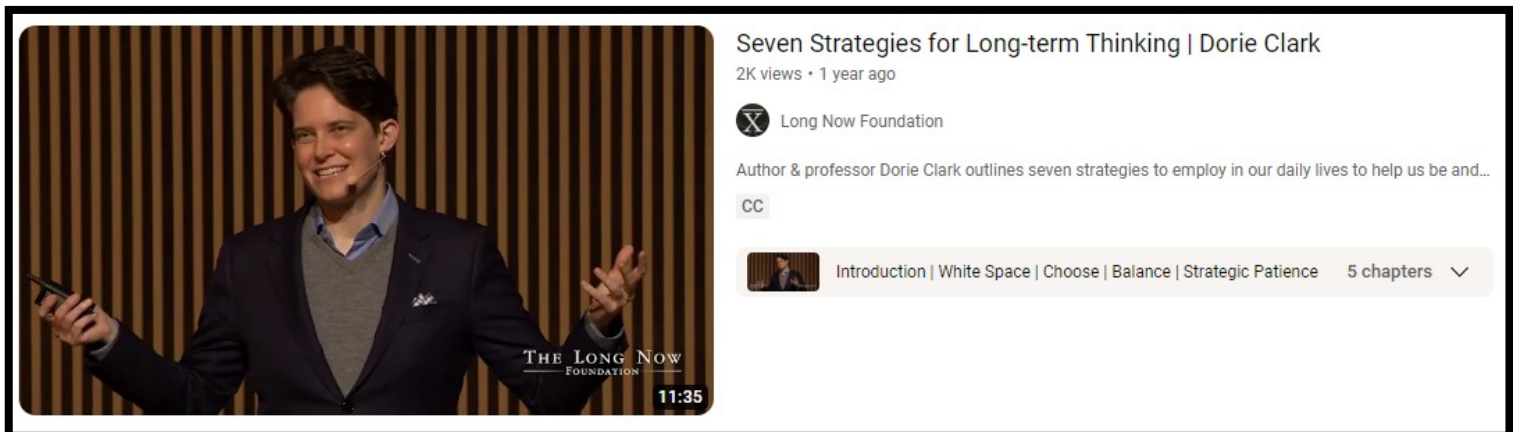 THE LONG NOW
FOUNDATION
11:35
Seven Strategies for Long-term Thinking | Dorie Clark
2K views • 1 year ago
X
Long Now Foundation
Author & professor Dorie Clark outlines seven strategies to employ in our daily lives to help us be and...
CC
Introduction | White Space | Choose | Balance | Strategic Patience 5 chapters